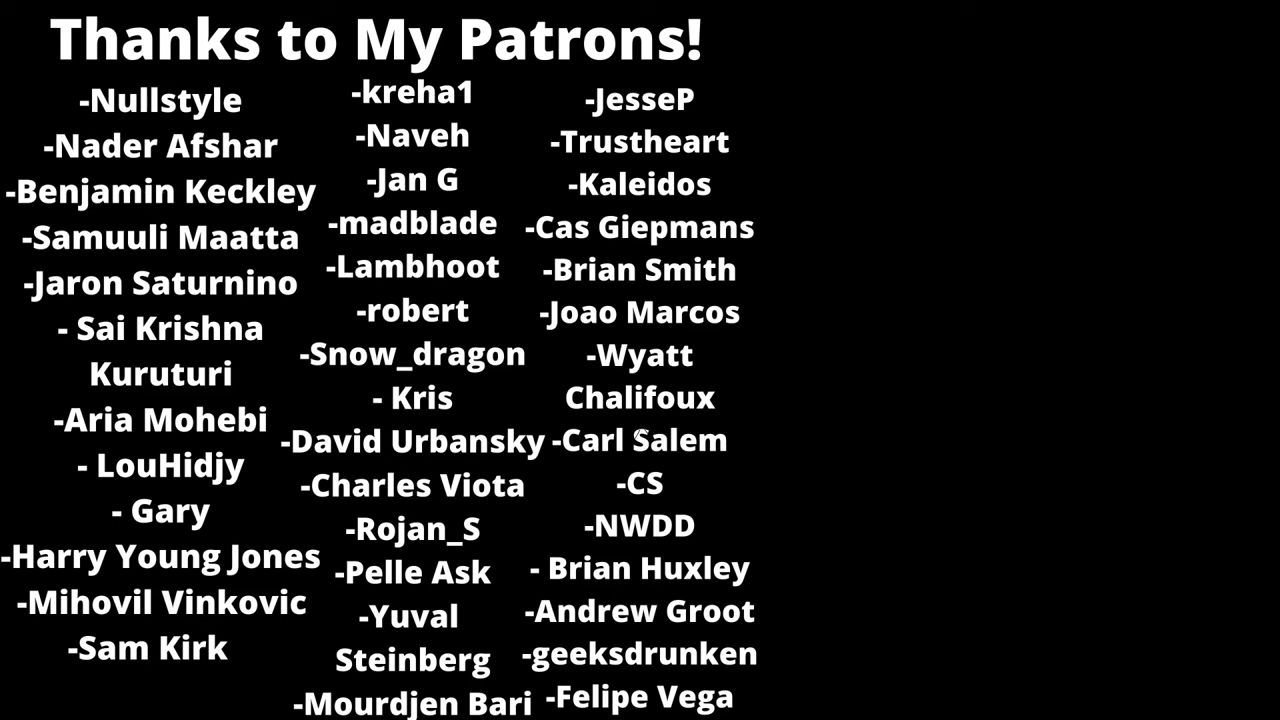 Thanks to My Patrons!
-Nullstyle
-Nader Afshar
-Benjamin Keckley
-Samuuli Maatta
-Jaron Saturnino
- Sai Krishna
Kuruturi
-Aria Mohebi
- LouHidjy
- Gary
-Harry Young Jones
-Mihovil Vinkovic
-Sam Kirk
-kreha1
-Naveh
-Jan G
-madblade
-Lambhoot
-robert
-Snow_dragon
- Kris
-David Urbansky
-Charles Viota
-Rojan_S
-Pelle Ask
-Yuval
Steinberg
-Mourdjen Bari
-JesseP
-Trustheart
-Kaleidos
-Cas Giepmans
-Brian Smith
-Joao Marcos
-Wyatt
Chalifoux
-Carl Salem
-CS
-NWDD
- Brian Huxley
-Andrew Groot
-geeksdrunken
-Felipe Vega